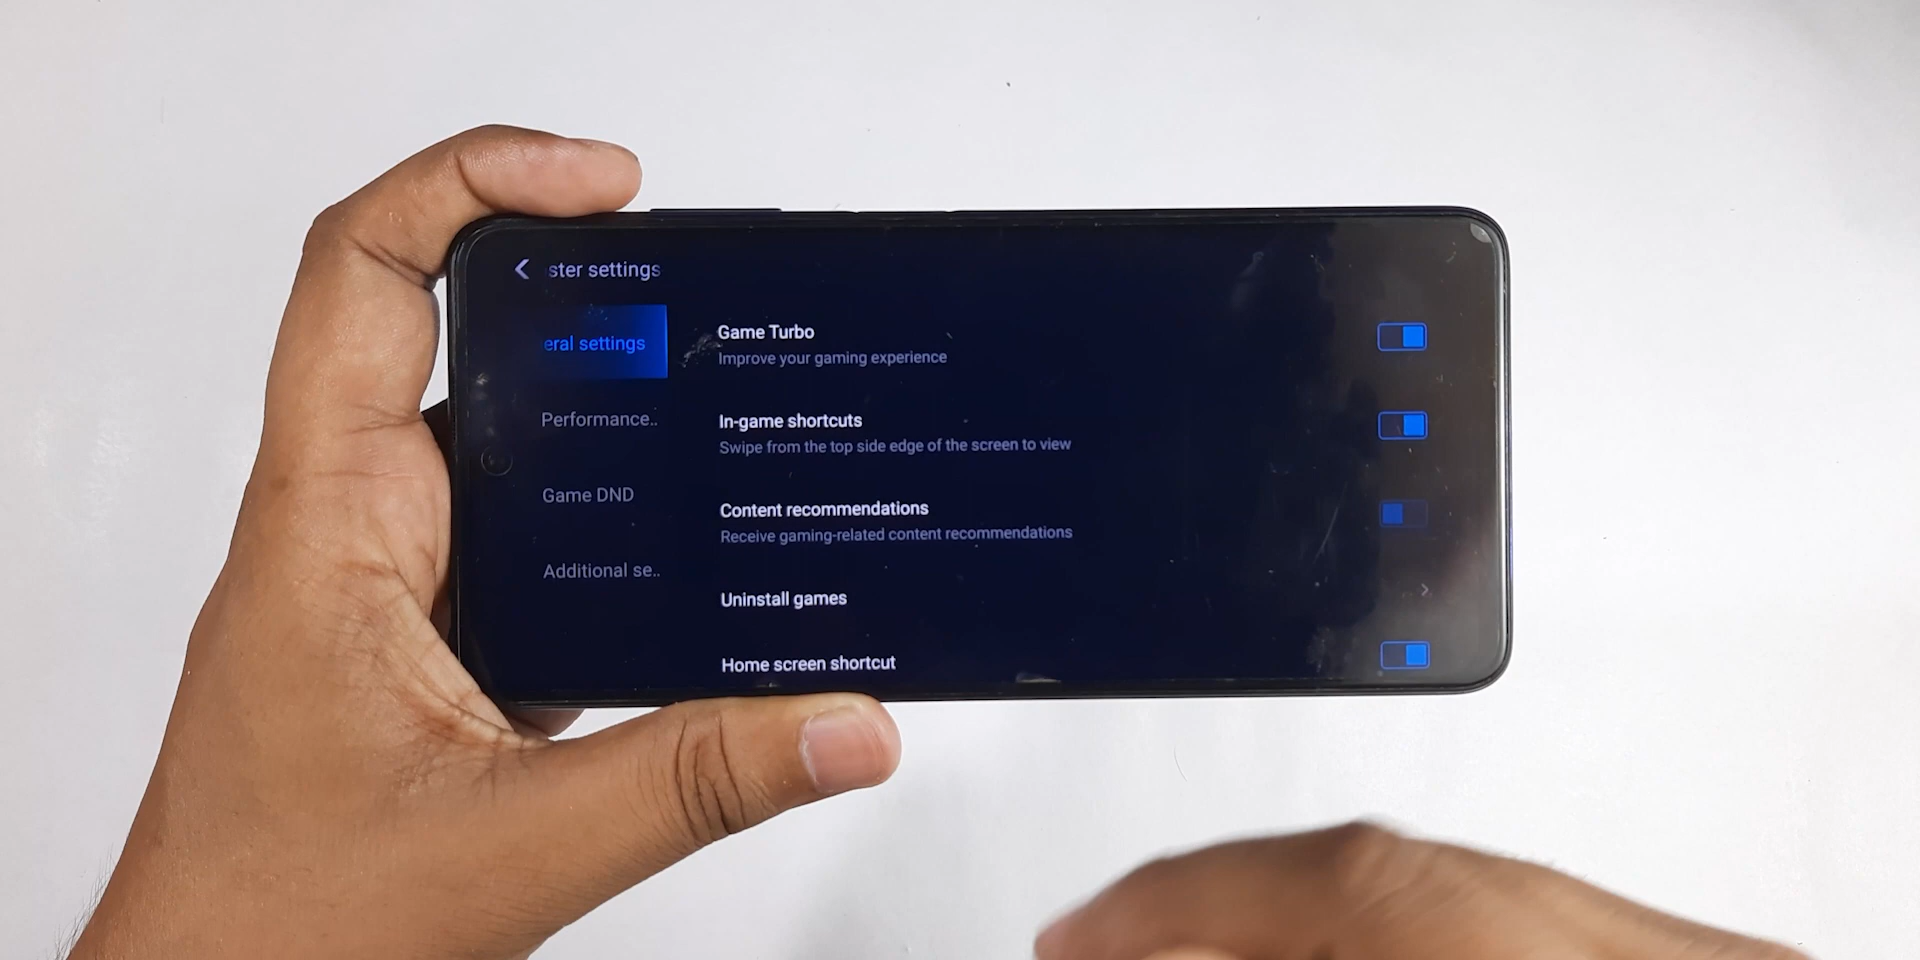 ster settings
eral settings
Performance..
Game DND
Additional se..
Game Turbo
Improve your gaming experience
In-game shortcuts
Swipe from the top side edge of the screen to view
Content recommendations
Receive gaming-related content recommendations
Uninstall games
Home screen shortcut